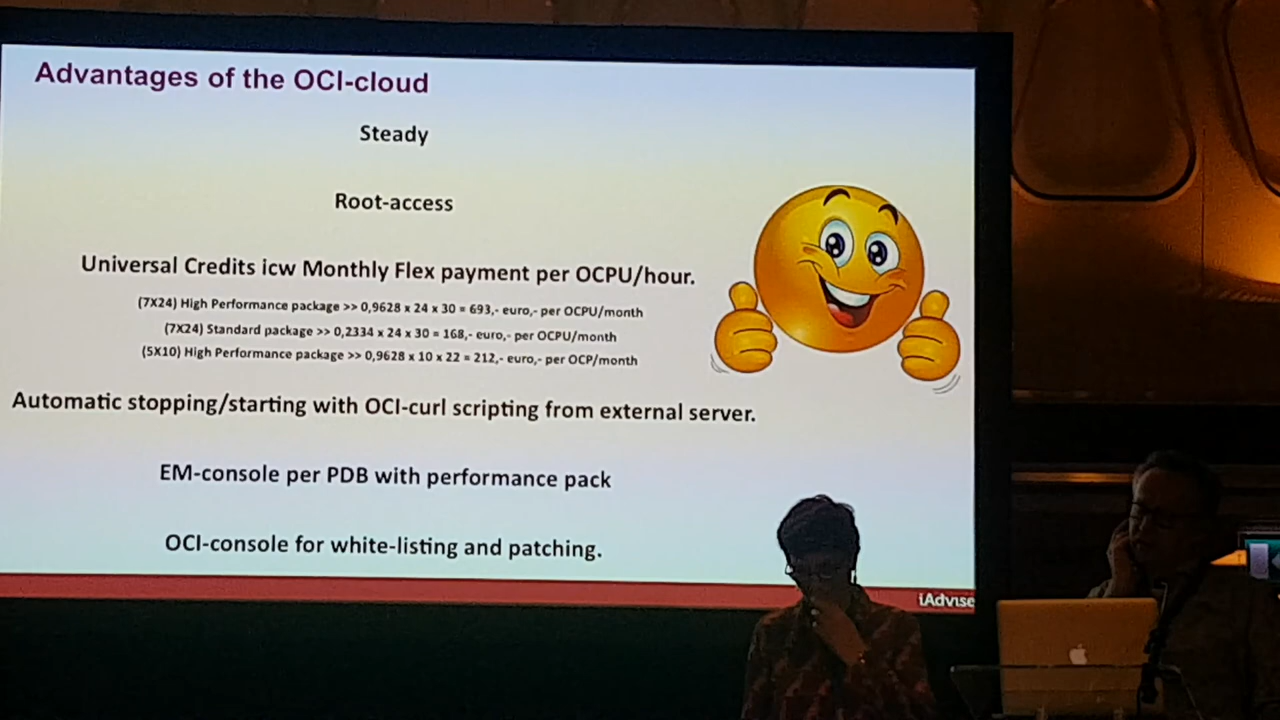 Advantages of the OCI-cloud
Steady
Root-access
Universal Credits icw Monthly Flex payment per OCPU/hour.
(7X24) High Performance package >> 0,9628 x 24 x 30 = 693,- euro,- per OCPU/month
(7X24) Standard package >> 0,2334 x 24 x 30 = 168,- euro,- per OCPU/month
(5X10) High Performance package >> 0,9628 x 10 x 22 = 212,- euro,- per OCP/month
Automatic stopping/starting with OCI-curl scripting from external server.
EM-console per PDB with performance pack
OCI-console for white-listing and patching.
iAdvise